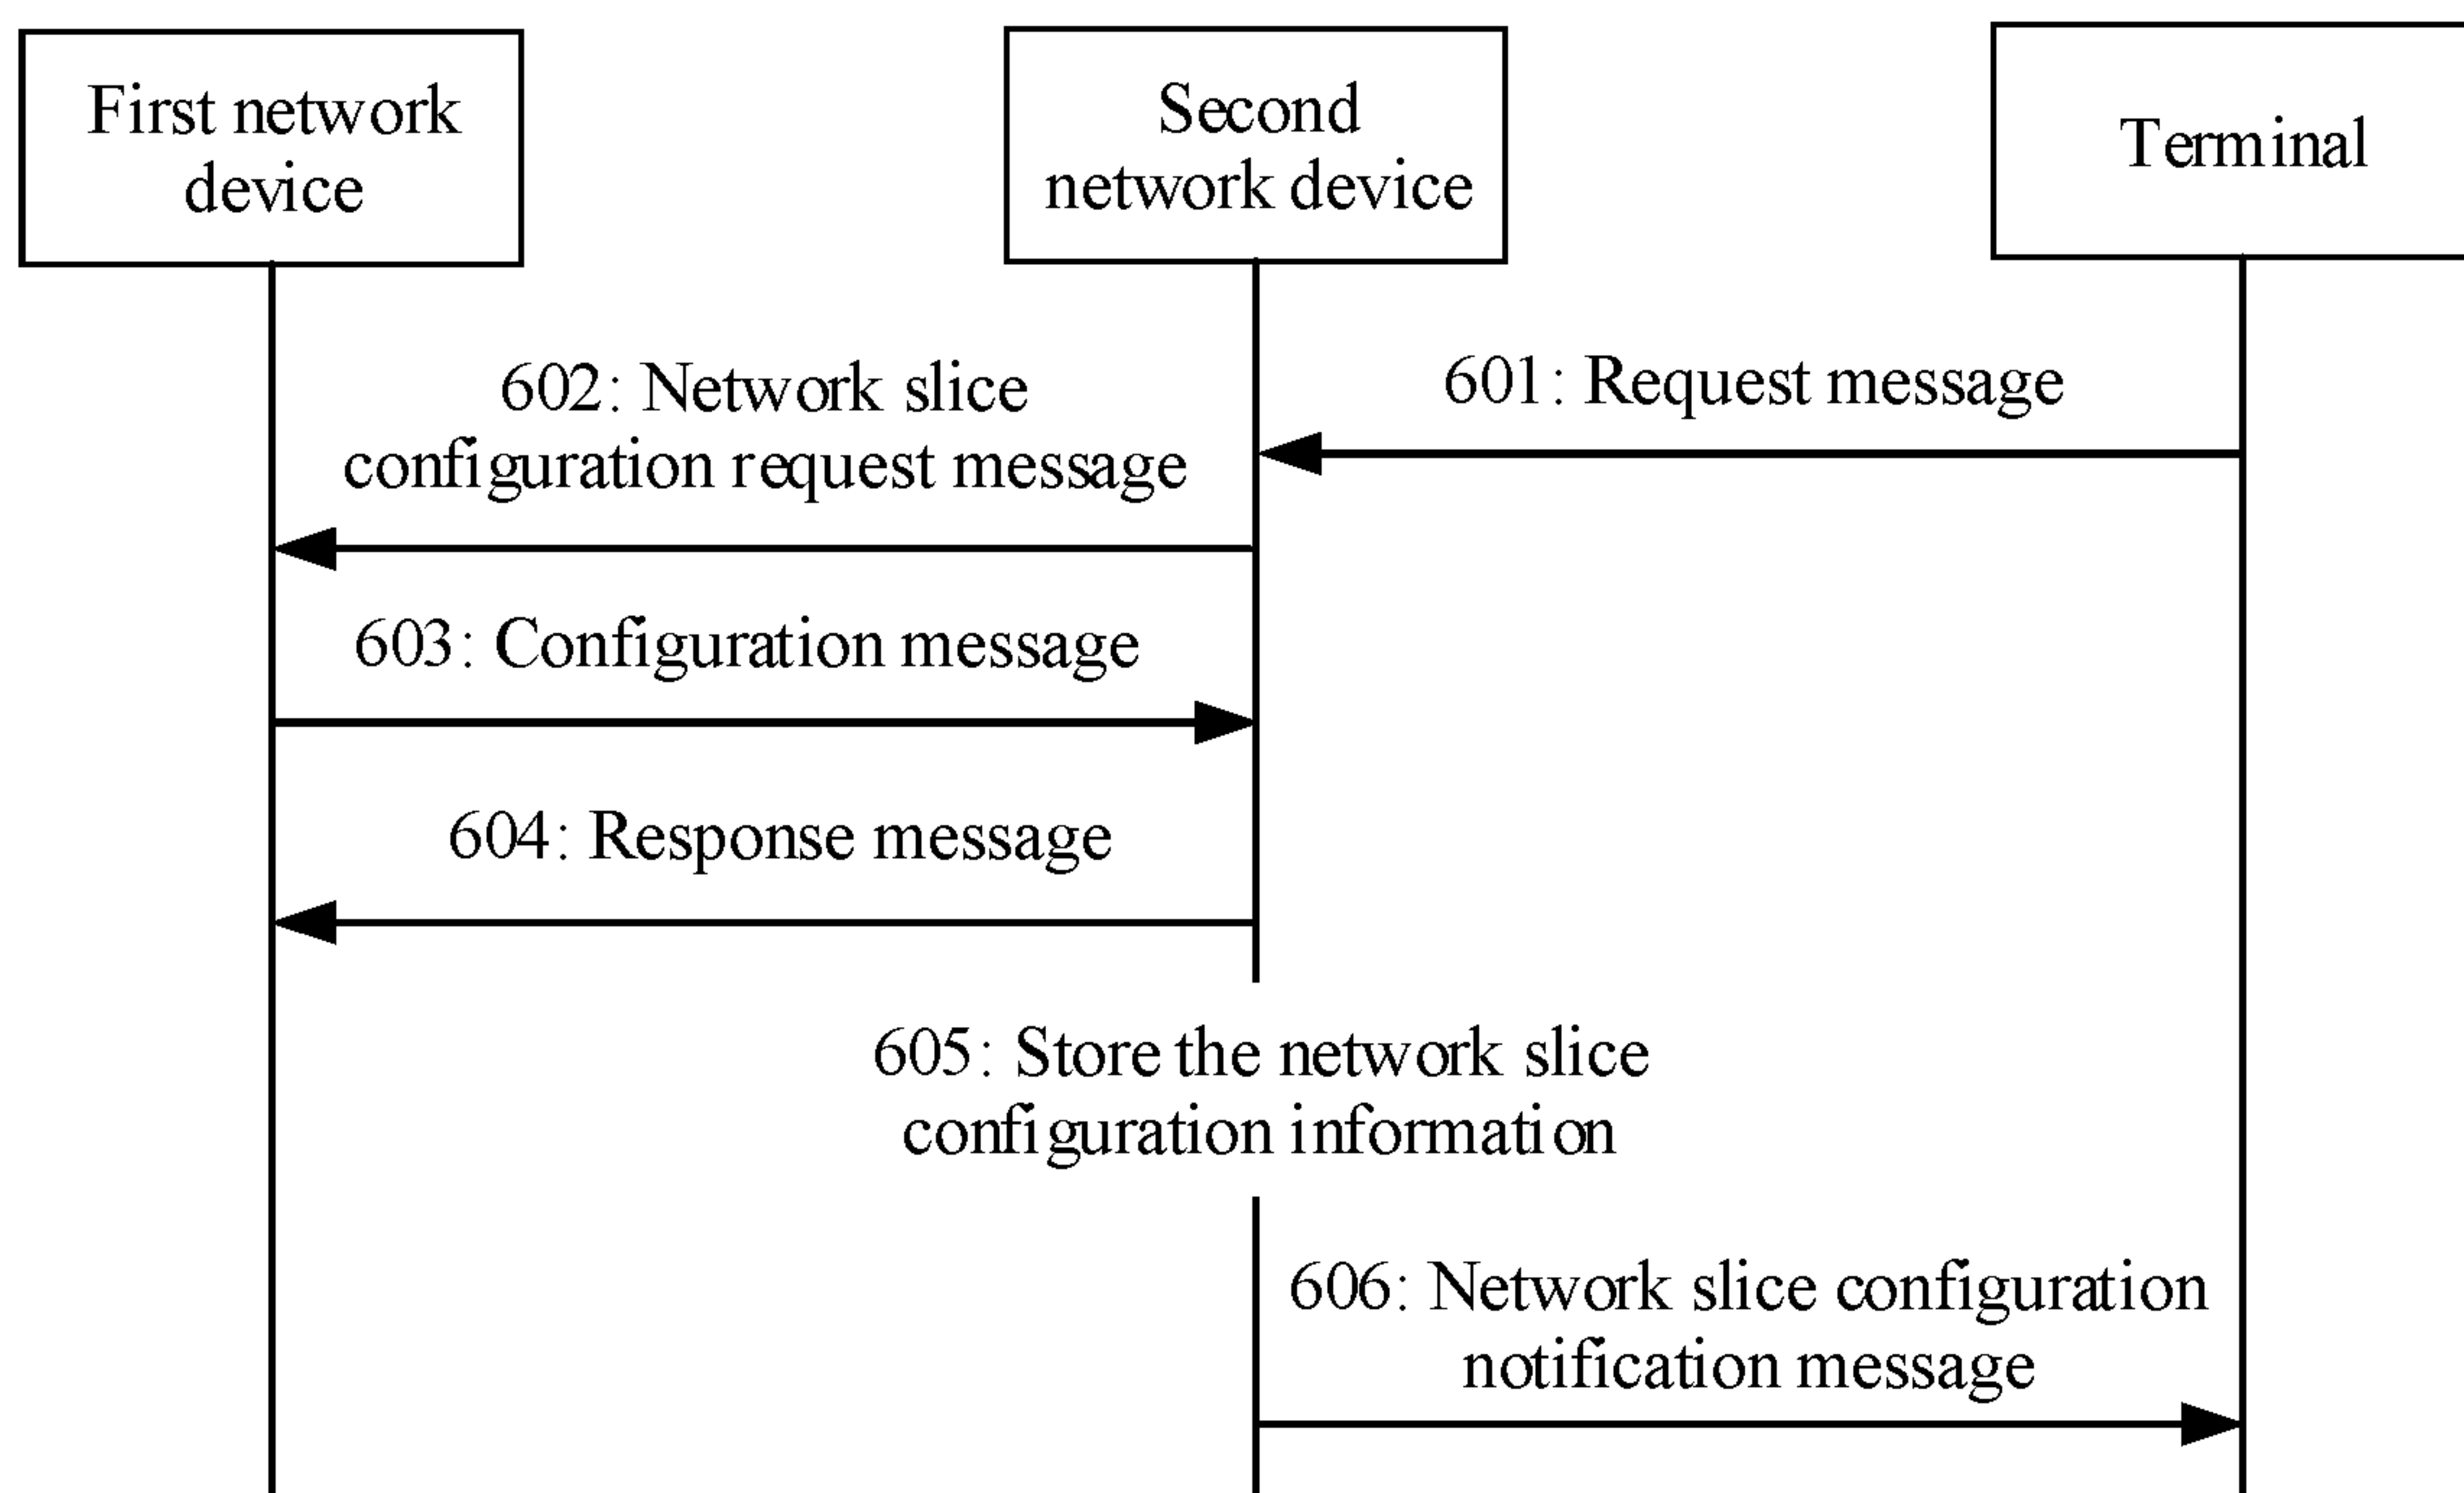 First network
device
Second
network device
Terminal
601: Request message
602: Network slice
configuration request message
603: Configuration message
604: Response message
605: Store the network slice
configuration information
606: Network slice configuration
notification message